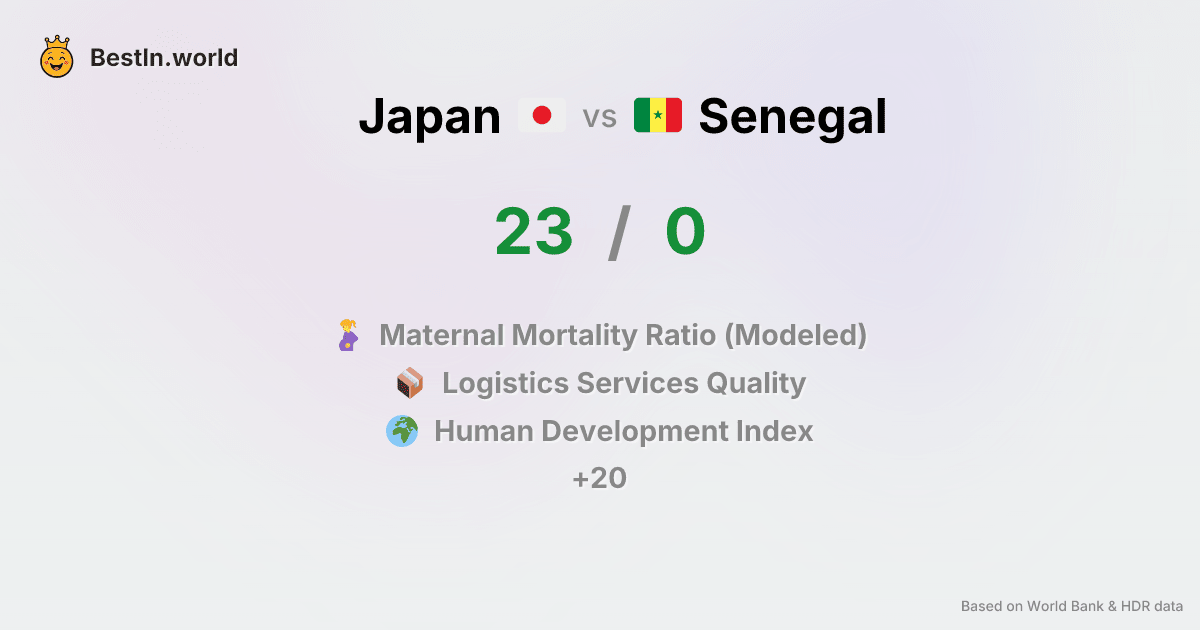 BestIn.world
Japan vs Senegal
23 / 0
Maternal Mortality Ratio (Modeled)
Logistics Services Quality
Human Development Index
+20
Based on World Bank & HDR data